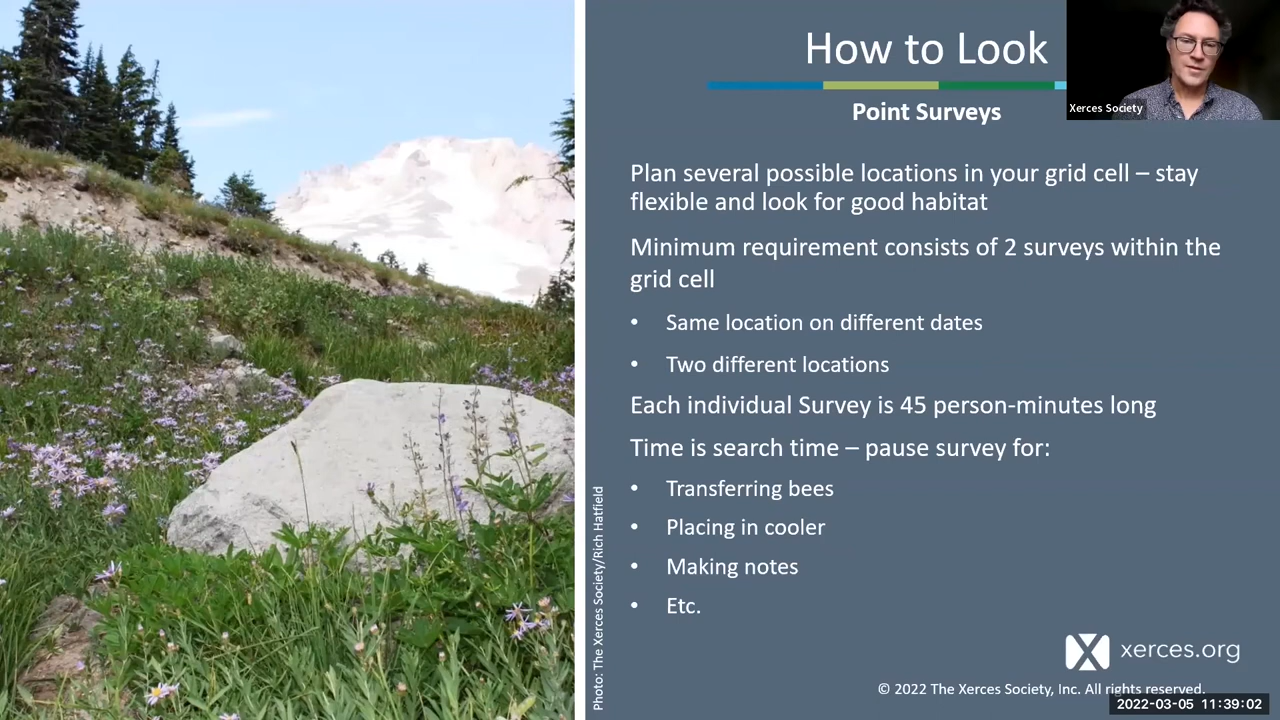 How to Look
Xerces Society
Point Surveys
Plan several possible locations in your grid cell – stay
flexible and look for good habitat
Minimum requirement consists of 2 surveys within the
grid cell
• Same location on different dates
• Two different locations
Each individual Survey is 45 person-minutes long
Time is search time – pause survey for:
• Transferring bees
• Placing in cooler
• Making notes
• Etc.
Photo: The Xerces Society/Rich Hatfield
xerces.org
© 2022 The Xerces Society, Inc. All rights reserved.
2022-03-05 11:39:02